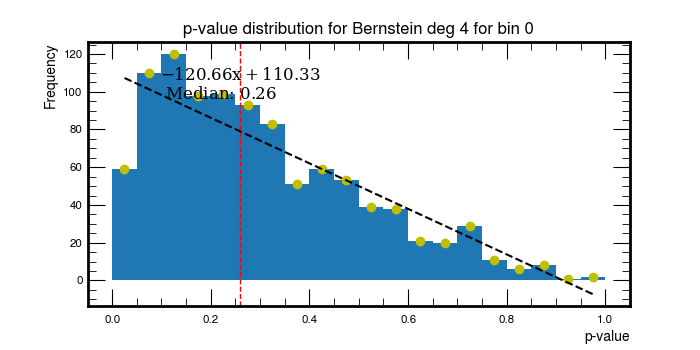 p-value distribution for Bernstein deg 4 for bin 0
Frequency
120
100
80
60
40
20
0
−120.66x + 110.33
Median: 0.26
0.0 0.2 0.4 0.6 0.8 1.0
p-value